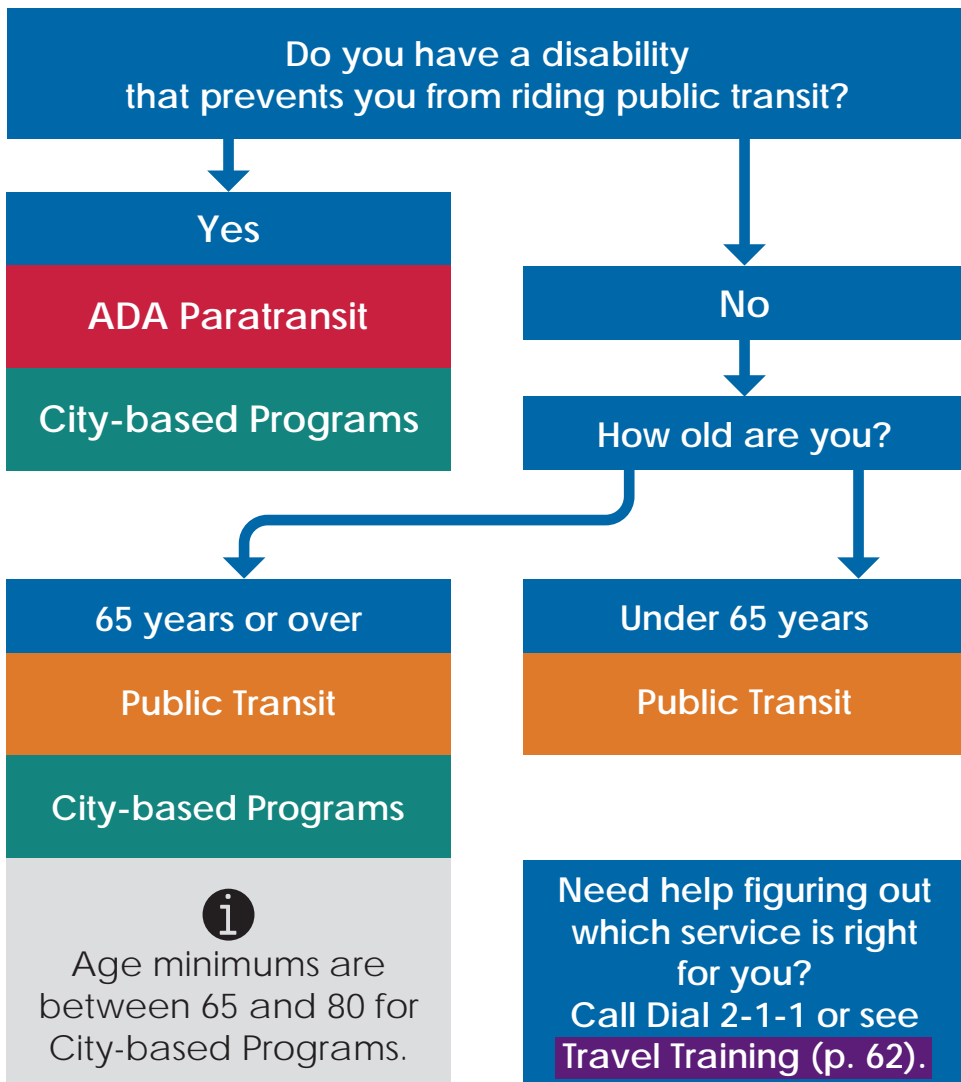 Do you have a disability
that prevents you from riding public transit?
Yes
ADA Paratransit
City-based Programs
No
How old are you?
65 years or over
Public Transit
City-based Programs
i
Age minimums are
between 65 and 80 for
City-based Programs.
Under 65 years
Public Transit
Need help figuring out
which service is right
for you?
Call Dial 2-1-1 or see
Travel Training (p. 62).